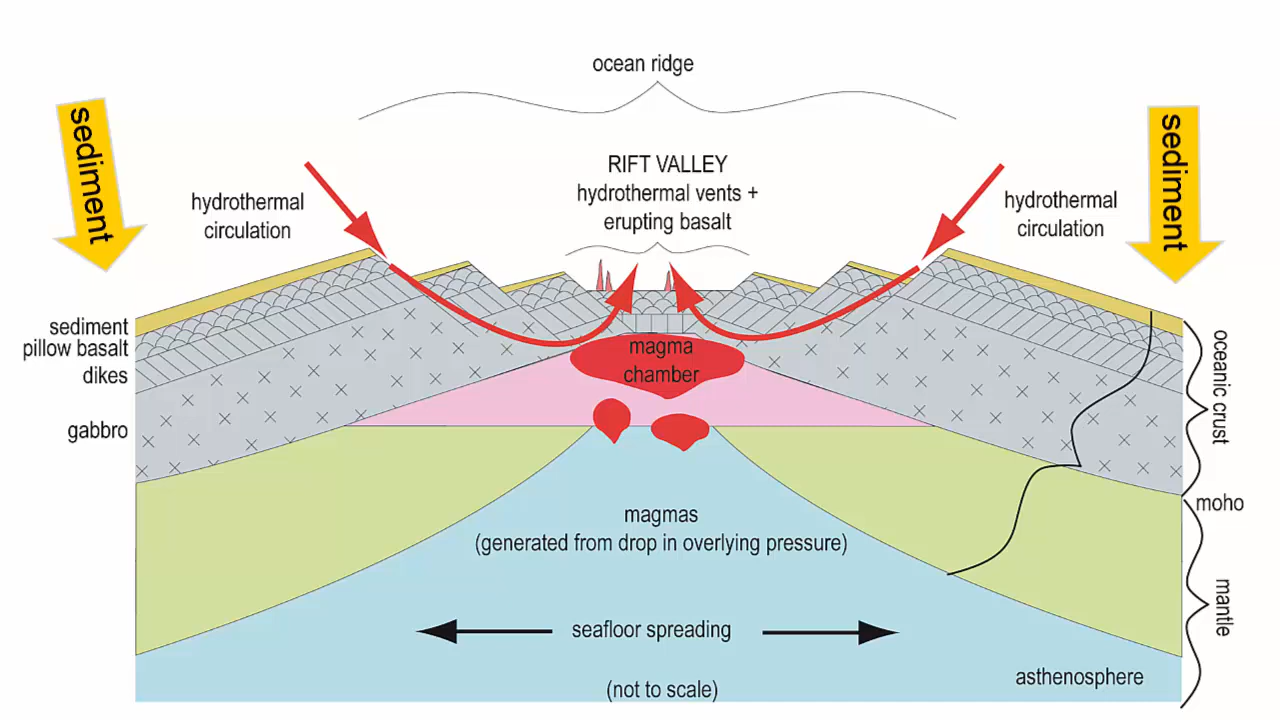 ocean ridge
sediment
sediment
RIFT VALLEY
hydrothermal vents +
erupting basalt
hydrothermal
circulation
hydrothermal
circulation
sediment
pillow basalt
dikes
gabbro
magma
chamber
oceanic crust
moho
magmas
(generated from drop in overlying pressure)
mantle
seafloor spreading
asthenosphere
(not to scale)